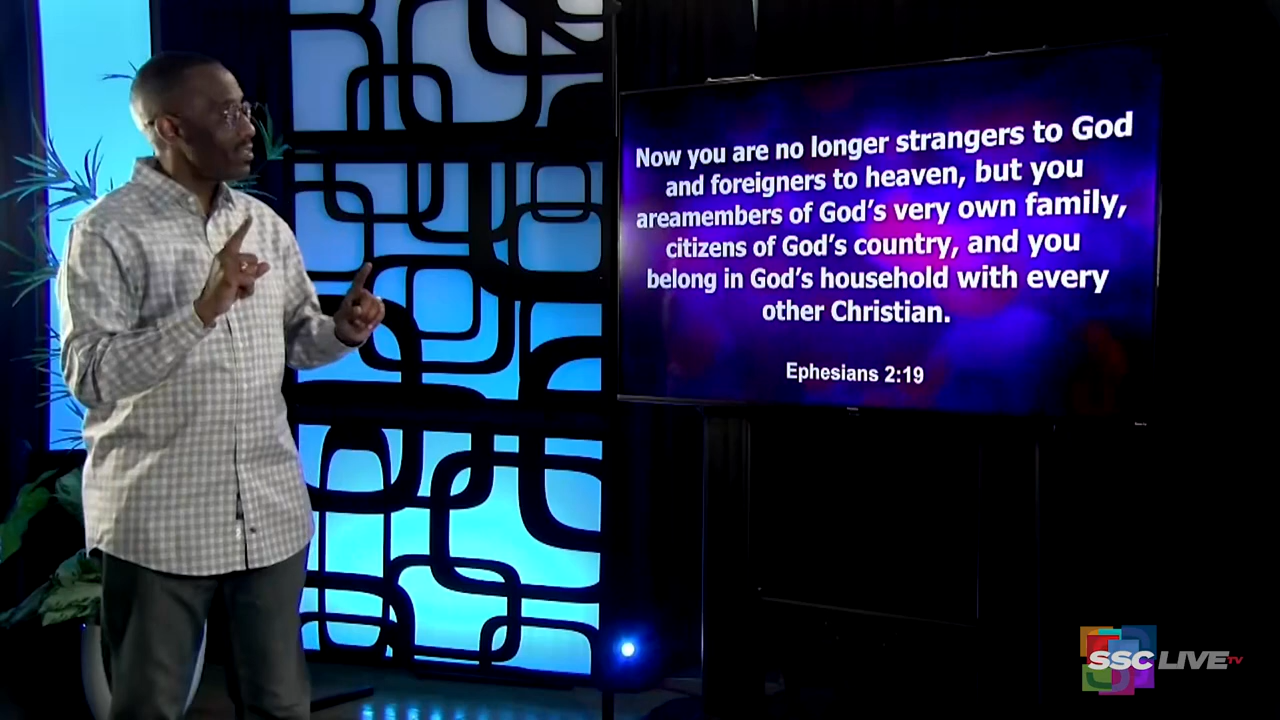 Now you are no longer strangers to God
and foreigners to heaven, but you
areamembers of God's very own family,
citizens of God's country, and you
belong in God's household with every
other Christian.
Ephesians 2:19
SSC LIVE TV